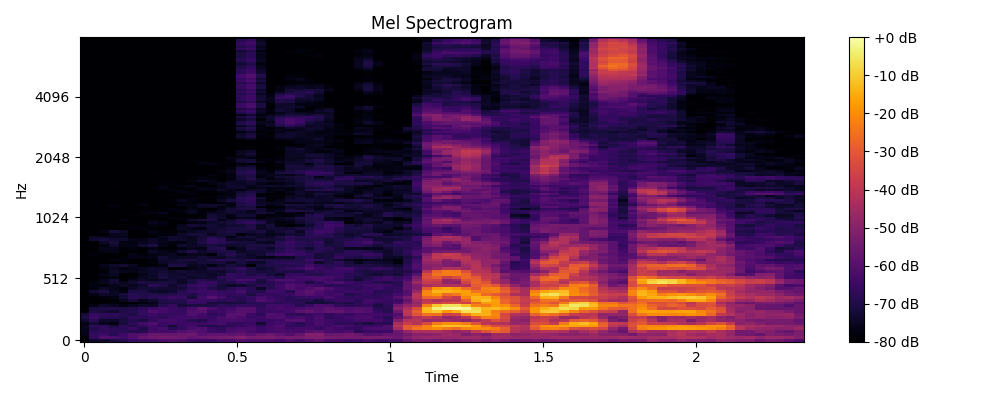 Mel Spectrogram
+0 dB
-10 dB
-20 dB
-30 dB
-40 dB
-50 dB
-60 dB
-70 dB
-80 dB
4096
2048
1024
512
0
Hz
0
0.5
1
1.5
2
Time